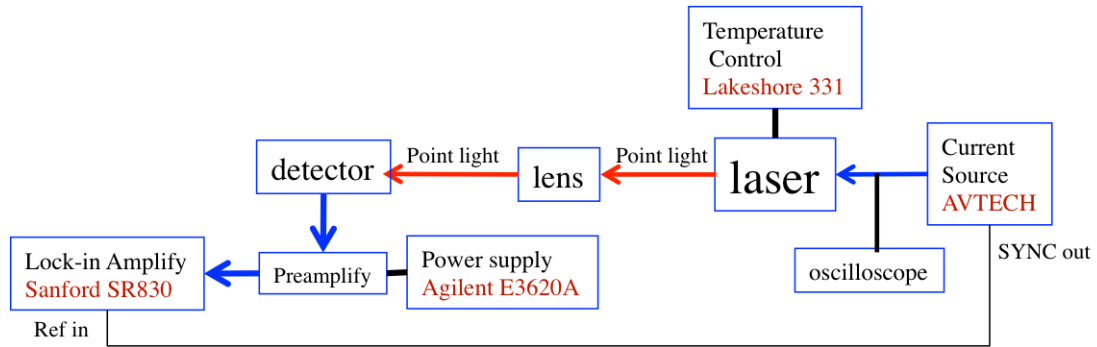 Temperature
Control
Lakeshore 331
Current
Source
AVTECH
detector
Point light
lens
Point light
laser
SYNC out
oscilloscope
Lock-in Amplify
Sanford SR830
Preamplify
Power supply
Agilent E3620A
Ref in